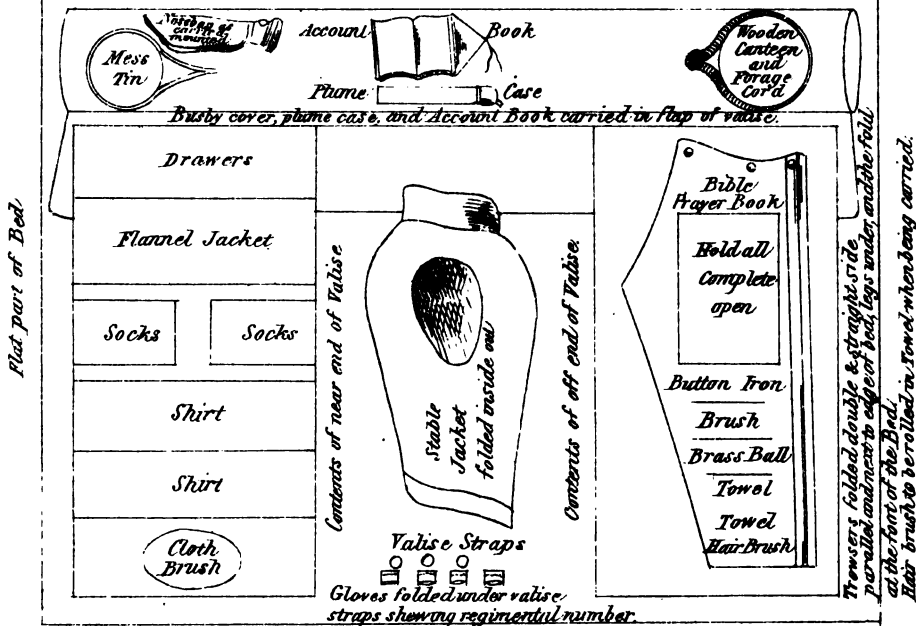 Mess
Tin
Nosebag as
mounted
Account Book
Plume Case
Wooden
Canteen
and
Forage
Cord
Busby cover, plume case, and Account Book carried in flap of valise.
Flat part of Bed.
Drawers
Flannel Jacket
Socks Socks
Shirt
Shirt
Cloth
Brush
Contents of near end of Valise.
Stable
Jacket
folded inside out
Contents of off end of Valise.
Valise Straps
Gloves folded under valise
straps shewing regimental number.
Bible
Prayer Book
Hold all
Complete
open
Button Iron
Brush
Brass Ball
Towel
Towel
Hair Brush
Trowsers folded double & straight side
parallel and next to edge of bed, legs under, and the fold
at the foot of the Bed.
Hair brush to be rolled in Towel when being carried.